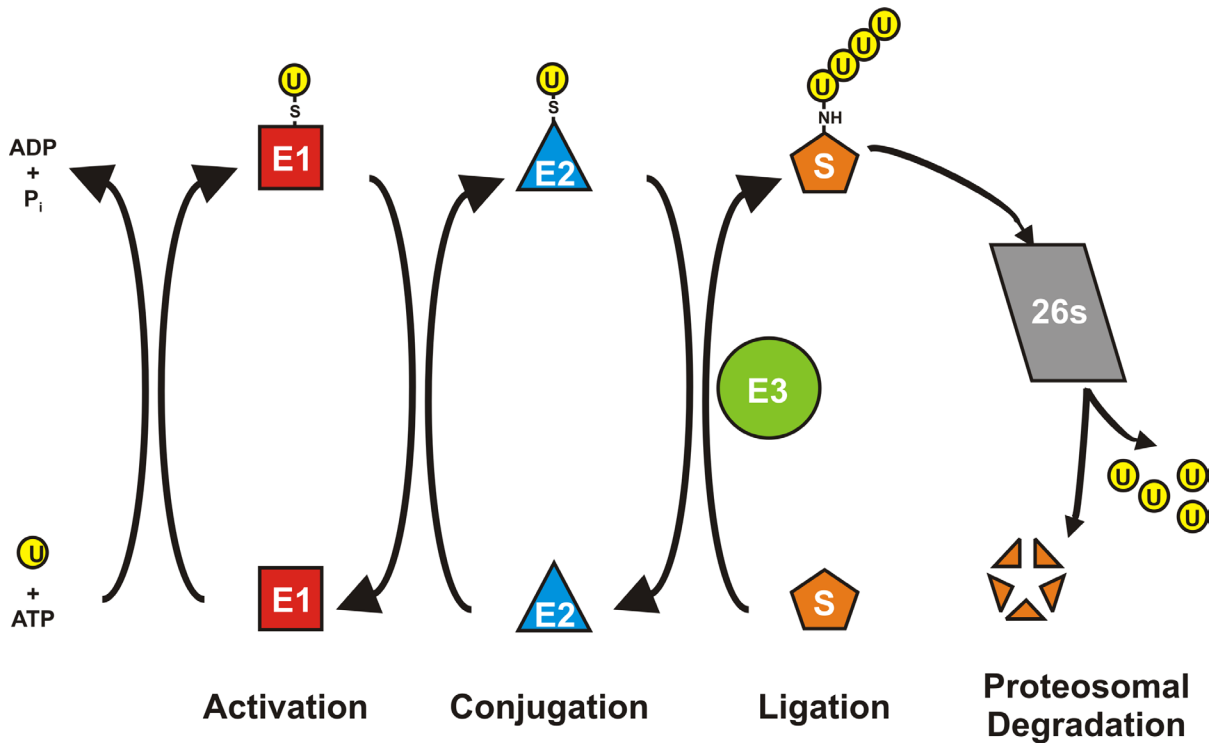 U
U
U U U U
S
S
NH
ADP
+
Pi
E1
E2
S
26s
E3
U
U
U
U
U
+
ATP
E1
E2
S
Activation
Conjugation
Ligation
Proteosomal
Degradation